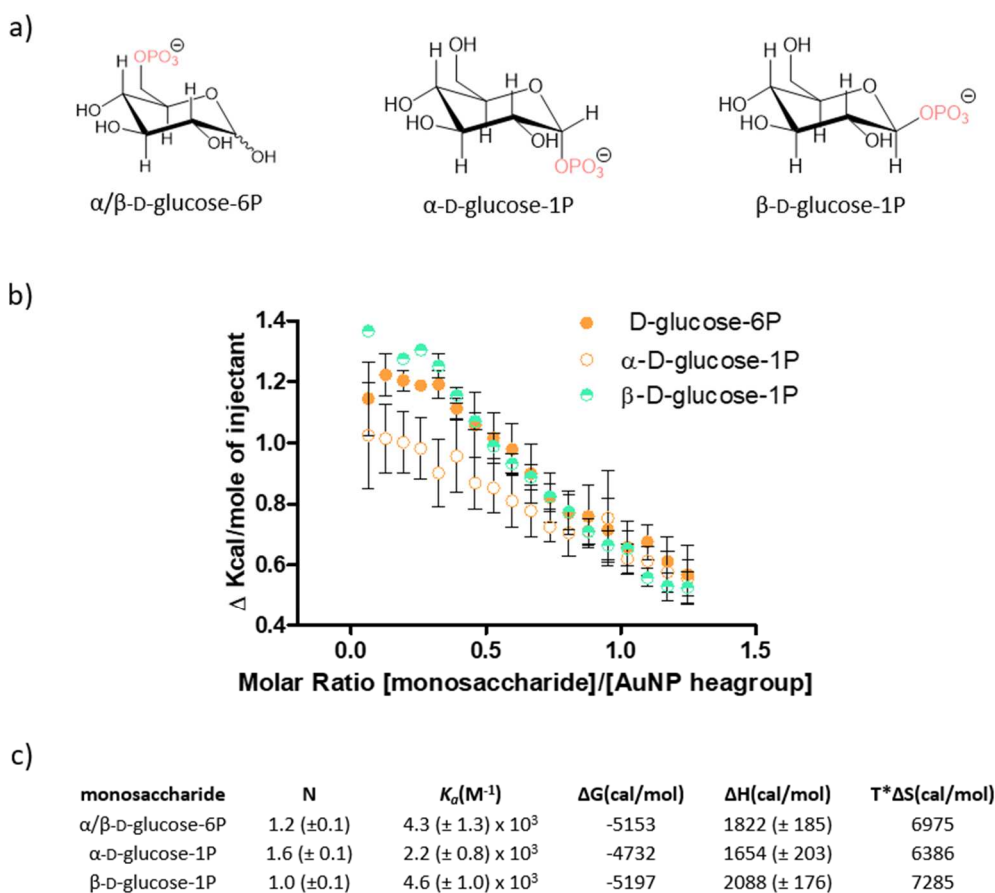 a)
OPO₃⊖
H
H
O
HO
HO
H
OH
OH
H
α/β-D-glucose-6P
OH
H
H
O
H
HO
HO
H
OH
H
OPO₃⊖
α-D-glucose-1P
OH
H
H
O
OPO₃⊖
HO
HO
H
OH
H
H
β-D-glucose-1P
b)
Δ Kcal/mole of injectant
1.4
1.2
1.0
0.8
0.6
0.4
D-glucose-6P
α-D-glucose-1P
β-D-glucose-1P
0.0 0.5 1.0 1.5
Molar Ratio [monosaccharide]/[AuNP heagroup]
c)
monosaccharide N Kₐ(M⁻¹) ΔG(cal/mol) ΔH(cal/mol) T*ΔS(cal/mol)
α/β-D-glucose-6P 1.2 (±0.1) 4.3 (± 1.3) x 10³ -5153 1822 (± 185) 6975
α-D-glucose-1P 1.6 (± 0.1) 2.2 (± 0.8) x 10³ -4732 1654 (± 203) 6386
β-D-glucose-1P 1.0 (±0.1) 4.6 (± 1.0) x 10³ -5197 2088 (± 176) 7285